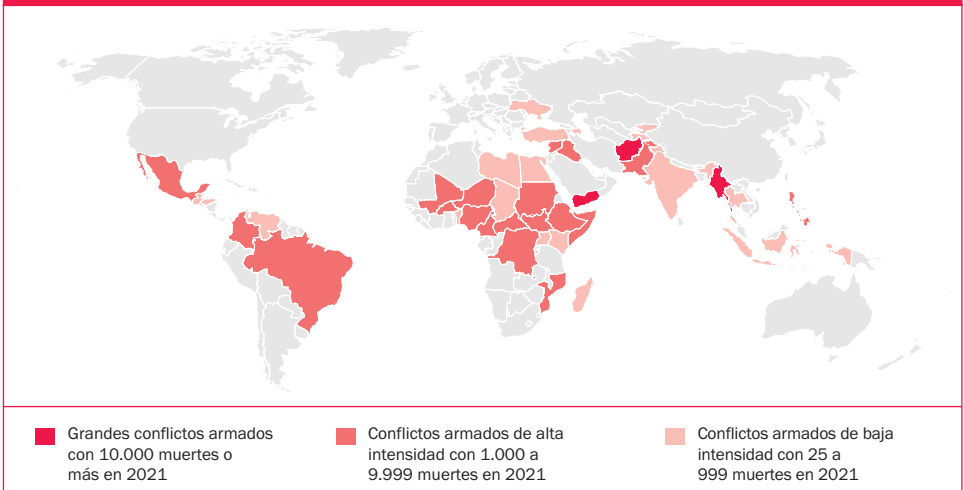 Grandes conflictos armados
con 10.000 muertes o
más en 2021
Conflictos armados de alta
intensidad con 1.000 a
9.999 muertes en 2021
Conflictos armados de baja
intensidad con 25 a
999 muertes en 2021